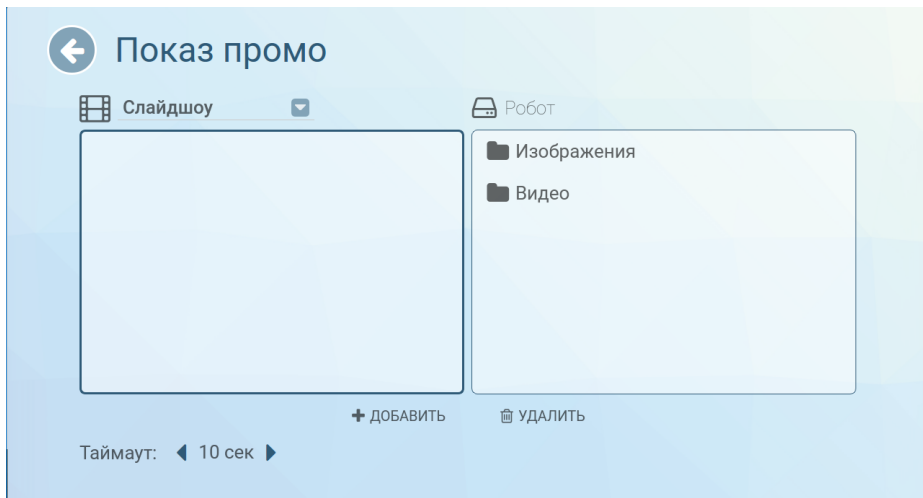 Показ промо
Слайдшоу
Робот
Изображения
Видео
ДОБАВИТЬ
УДАЛИТЬ
Таймаут: 10 сек